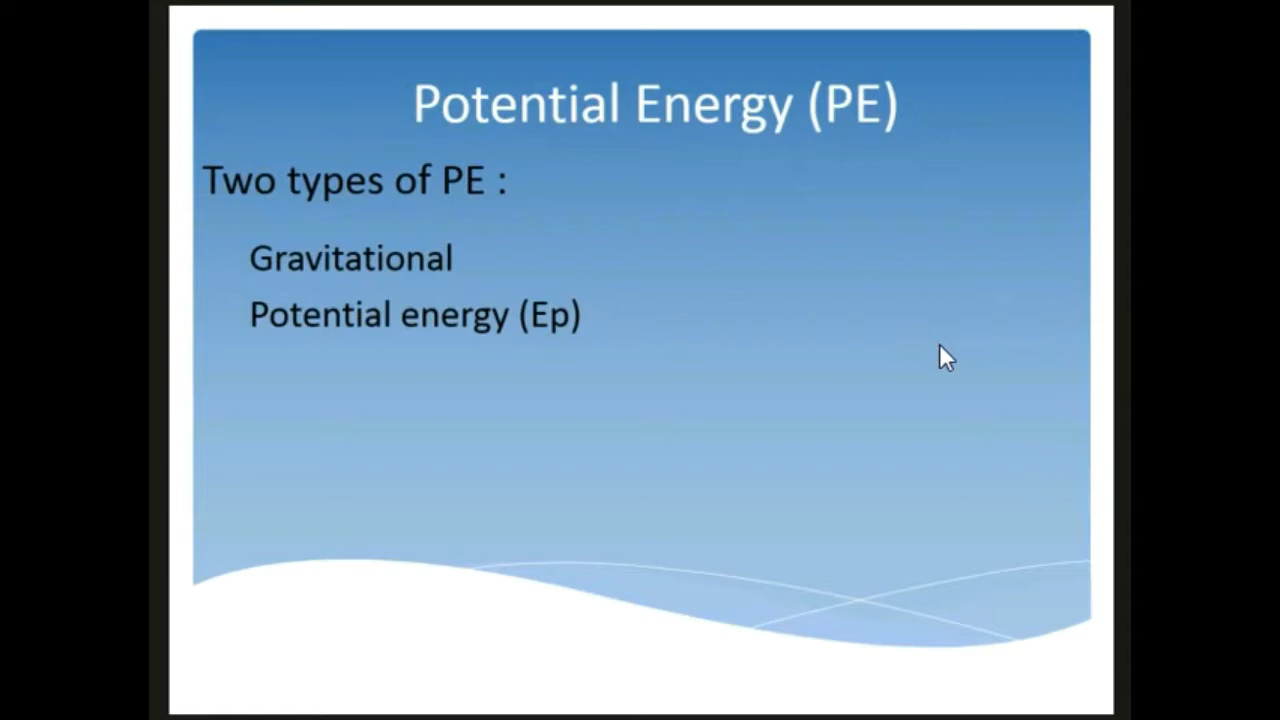 Potential Energy (PE)
Two types of PE :
Gravitational
Potential energy (Ep)